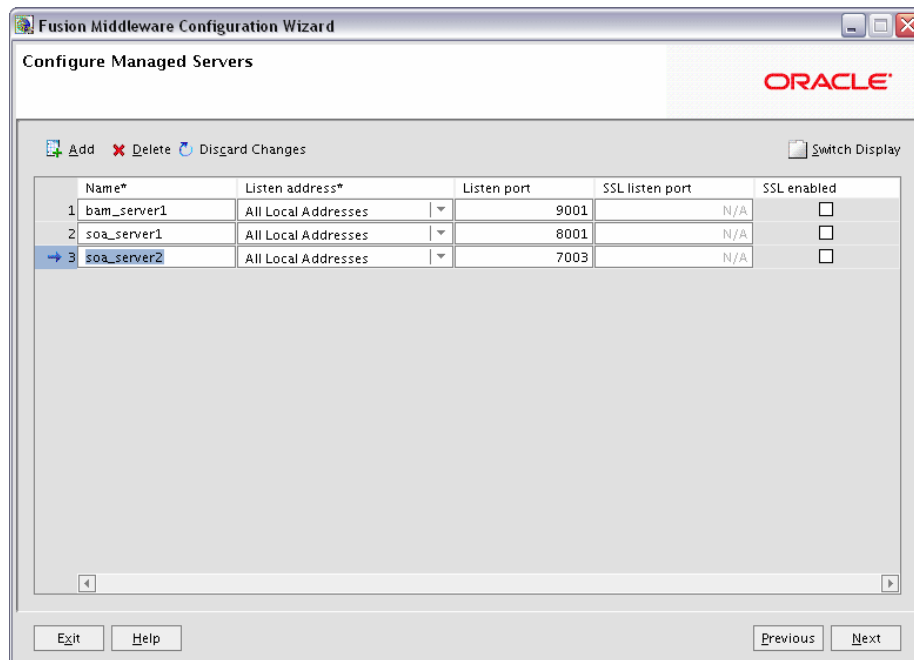 Fusion Middleware Configuration Wizard
Configure Managed Servers
ORACLE
Add Delete Discard Changes Switch Display
Name* Listen address* Listen port SSL listen port SSL enabled
1 bam_server1 All Local Addresses 9001 N/A
2 soa_server1 All Local Addresses 8001 N/A
3 soa_server2 All Local Addresses 7003 N/A
Exit Help Previous Next